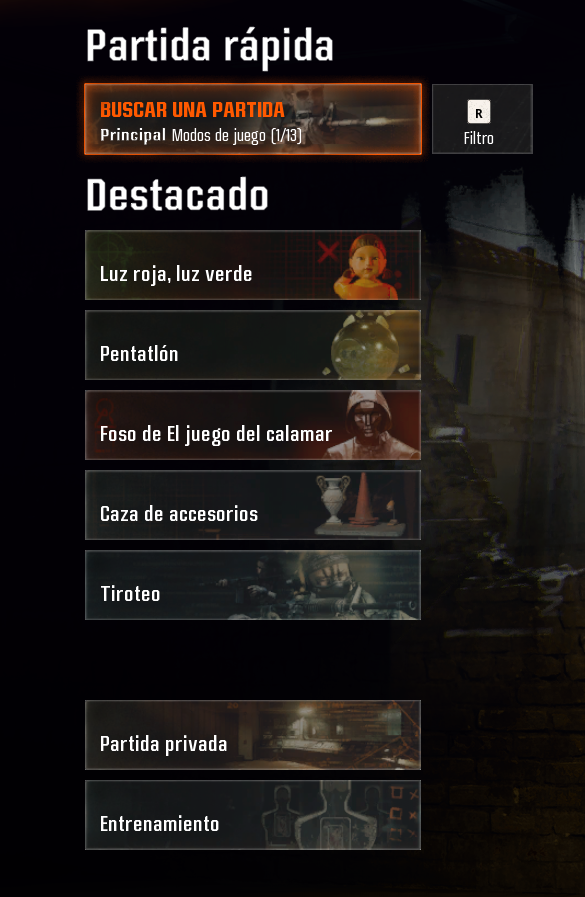 Partida rápida
BUSCAR UNA PARTIDA
Principal Modos de juego (1/13)
R
Filtro
Destacado
Luz roja, luz verde
Pentatlón
Foso de El juego del calamar
Caza de accesorios
Tiroteo
Partida privada
Entrenamiento